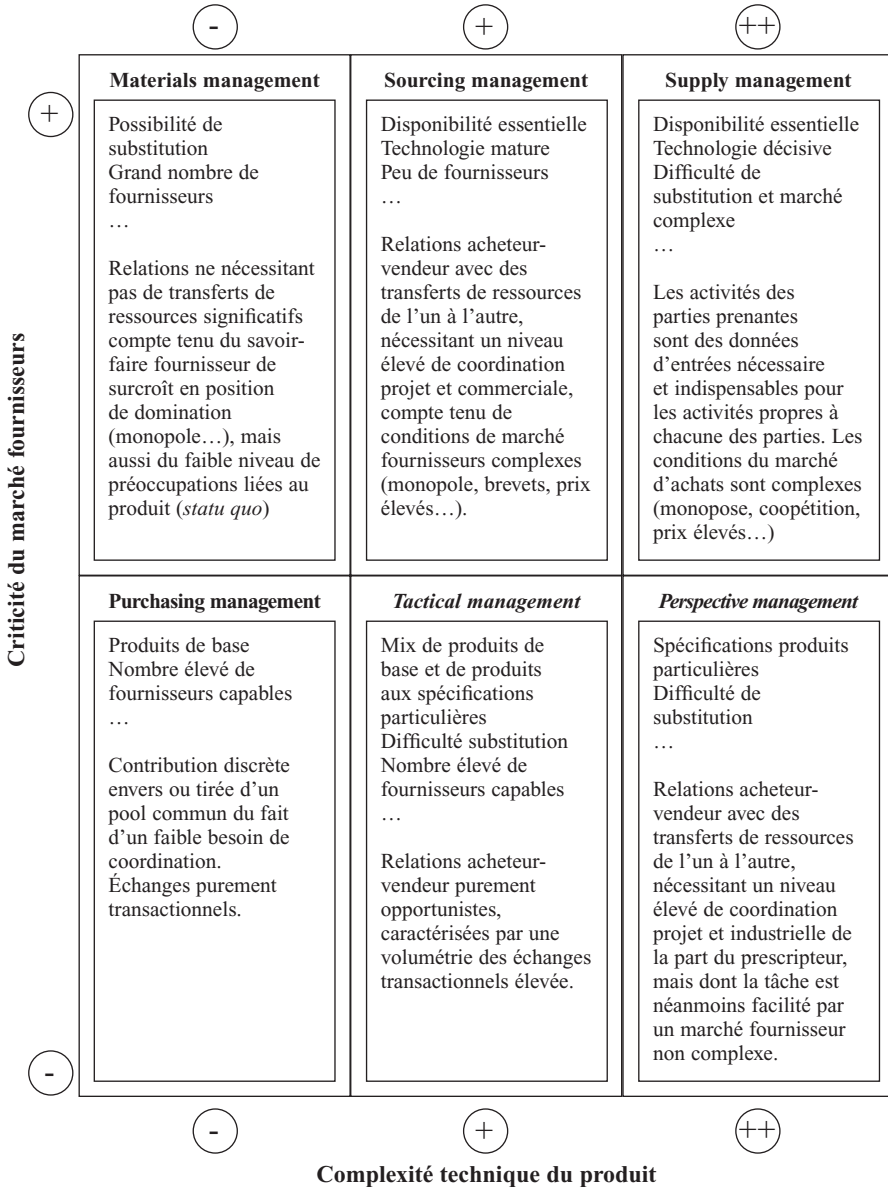 -
+
++
+
Criticité du marché fournisseurs
Materials management
Possibilité de
substitution
Grand nombre de
fournisseurs
…
Relations ne nécessitant
pas de transferts de
ressources significatifs
compte tenu du savoir-
faire fournisseur de
surcroît en position
de domination
(monopole…), mais
aussi du faible niveau de
préoccupations liées au
produit (statu quo)
Sourcing management
Disponibilité essentielle
Technologie mature
Peu de fournisseurs
…
Relations acheteur-
vendeur avec des
transferts de ressources
de l’un à l’autre,
nécessitant un niveau
élevé de coordination
projet et commerciale,
compte tenu de
conditions de marché
fournisseurs complexes
(monopole, brevets, prix
élevés…).
Supply management
Disponibilité essentielle
Technologie décisive
Difficulté de
substitution et marché
complexe
…
Les activités des
parties prenantes
sont des données
d’entrées nécessaire
et indispensables pour
les activités propres à
chacune des parties. Les
conditions du marché
d’achats sont complexes
(monopose, coopétition,
prix élevés…)
Purchasing management
Produits de base
Nombre élevé de
fournisseurs capables
…
Contribution discrète
envers ou tirée d’un
pool commun du fait
d’un faible besoin de
coordination.
Échanges purement
transactionnels.
Tactical management
Mix de produits de
base et de produits
aux spécifications
particulières
Difficulté substitution
Nombre élevé de
fournisseurs capables
…
Relations acheteur-
vendeur purement
opportunistes,
caractérisées par une
volumétrie des échanges
transactionnels élevée.
Perspective management
Spécifications produits
particulières
Difficulté de
substitution
…
Relations acheteur-
vendeur avec des
transferts de ressources
de l’un à l’autre,
nécessitant un niveau
élevé de coordination
projet et industrielle de
la part du prescripteur,
mais dont la tâche est
néanmoins facilité par
un marché fournisseur
non complexe.
-
-
+
++
Complexité technique du produit